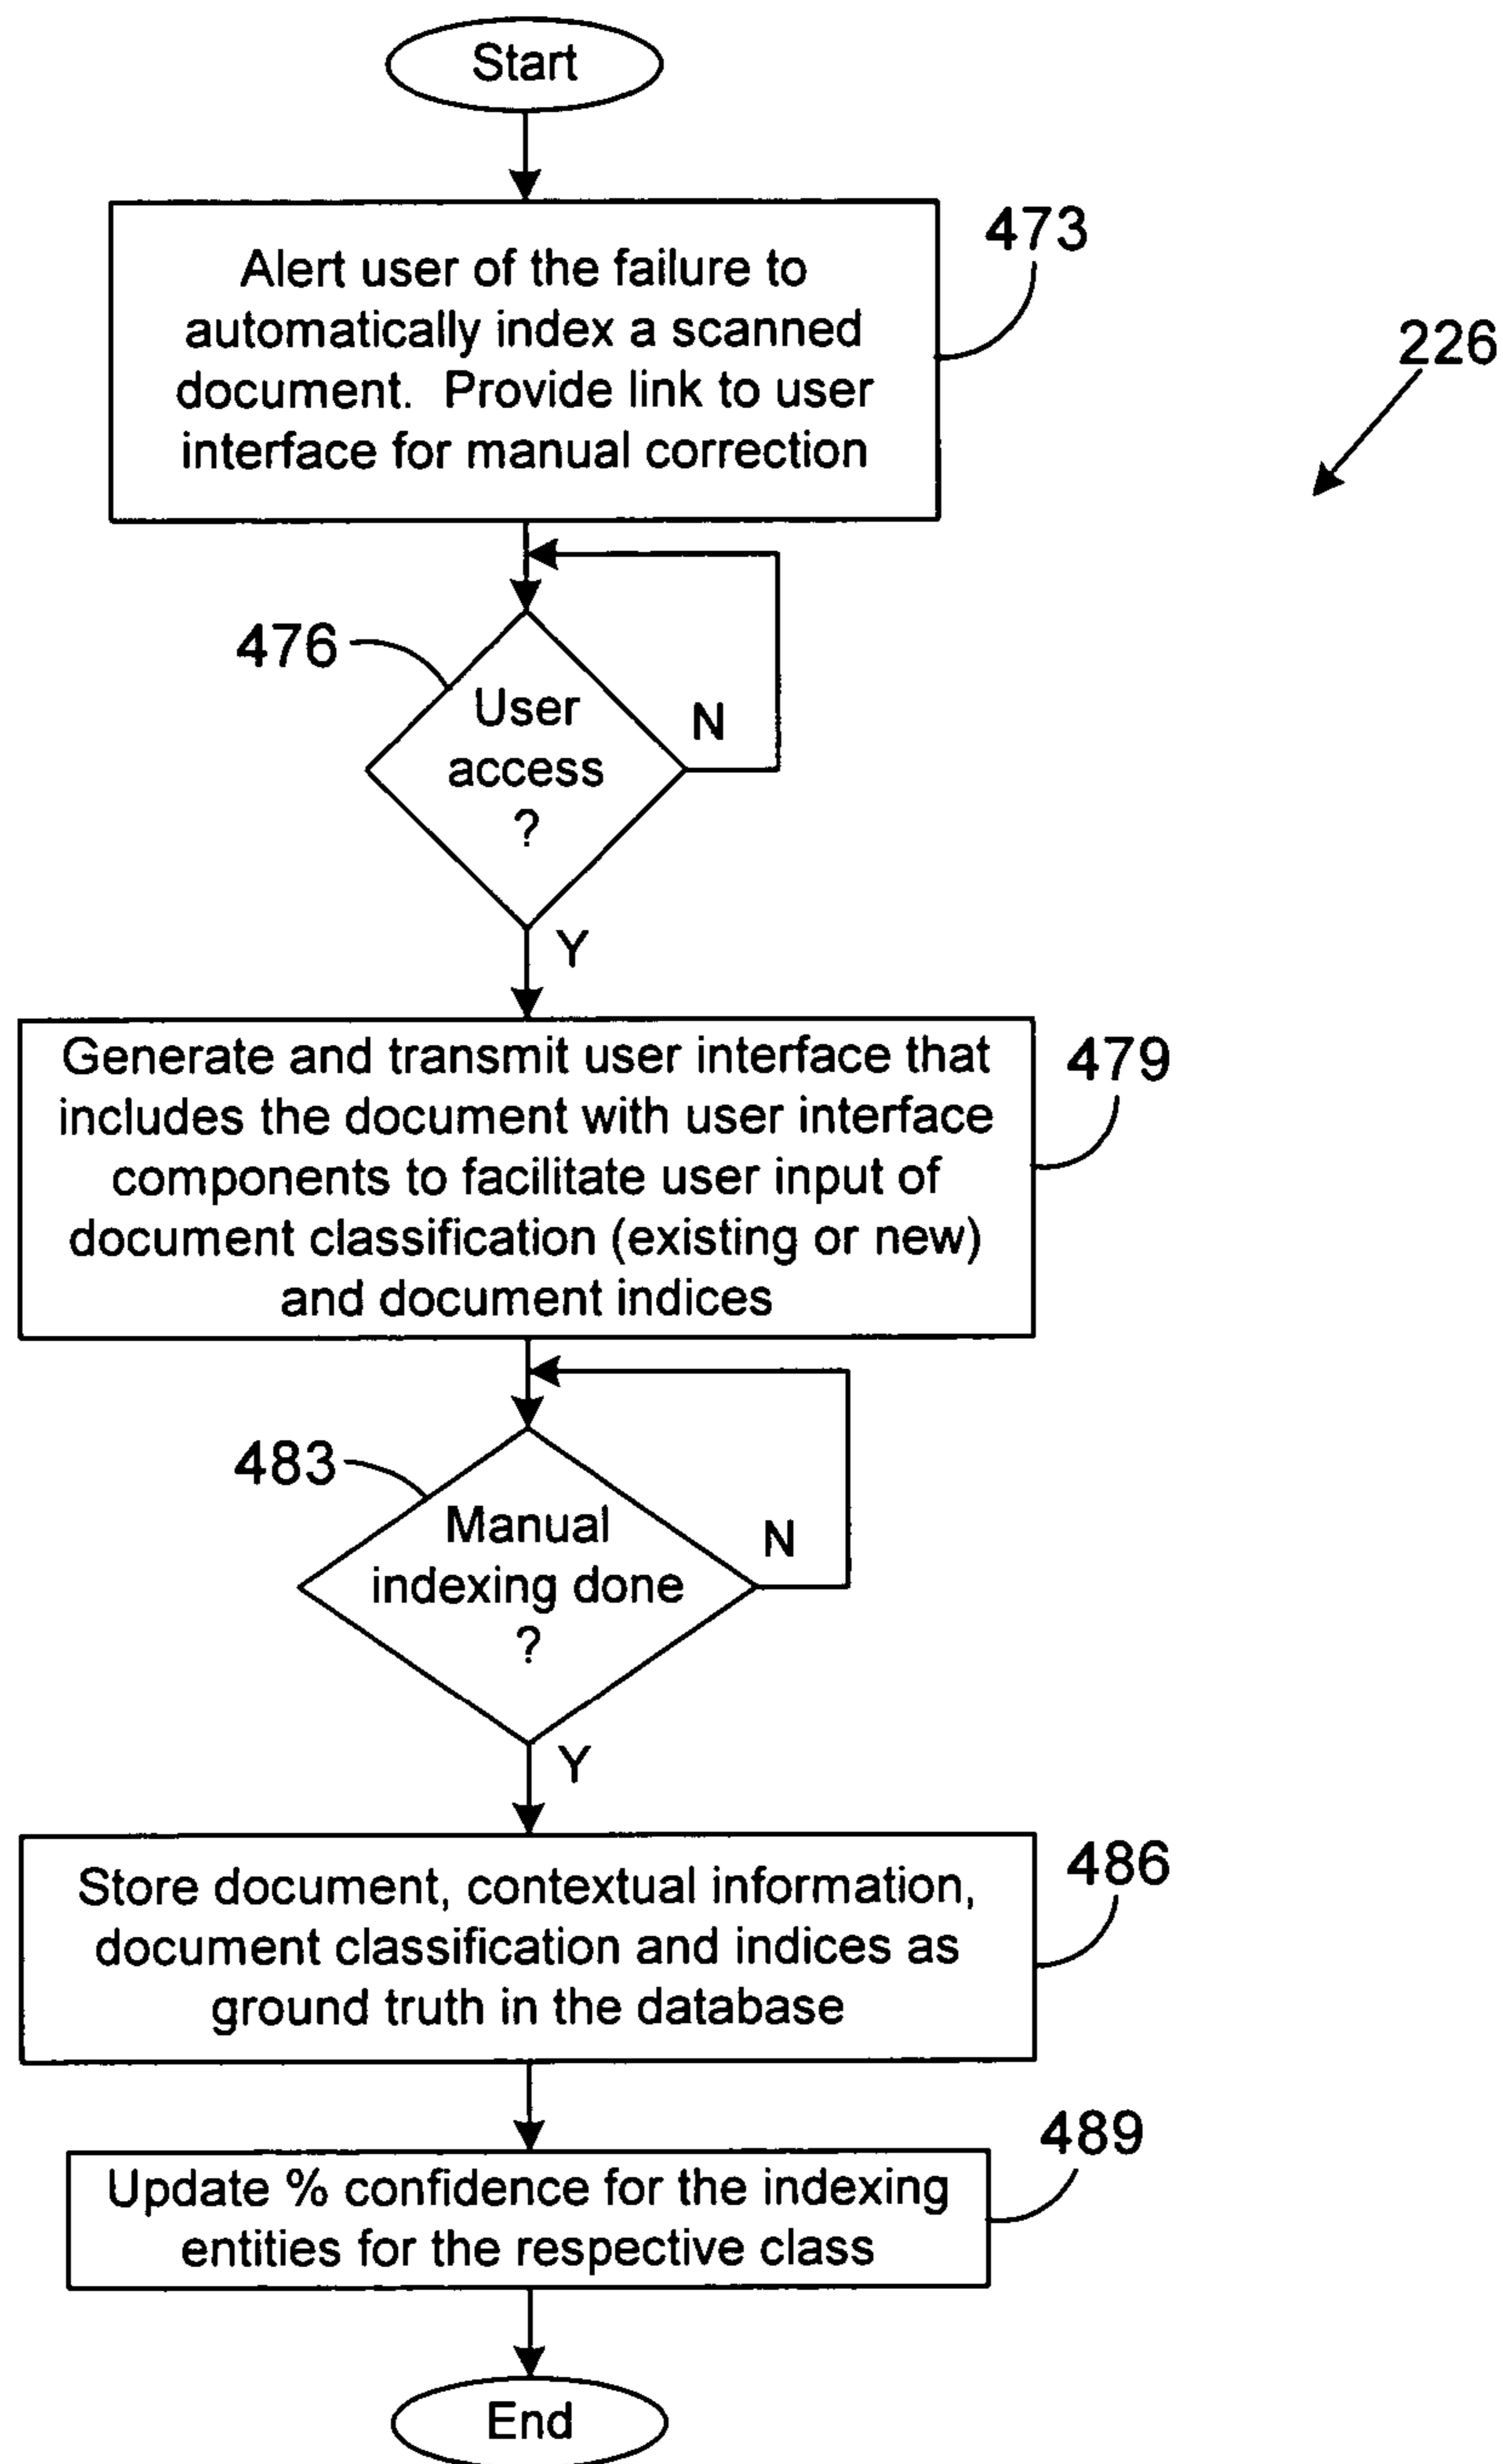 Start
473
Alert user of the failure to
automatically index a scanned
document.  Provide link to user
interface for manual correction
226
476
User
access
?
N
Y
Generate and transmit user interface that
includes the document with user interface
components to facilitate user input of
document classification (existing or new)
and document indices
479
483
Manual
indexing done
?
N
Y
Store document, contextual information,
document classification and indices as
ground truth in the database
486
489
Update % confidence for the indexing
entities for the respective class
End